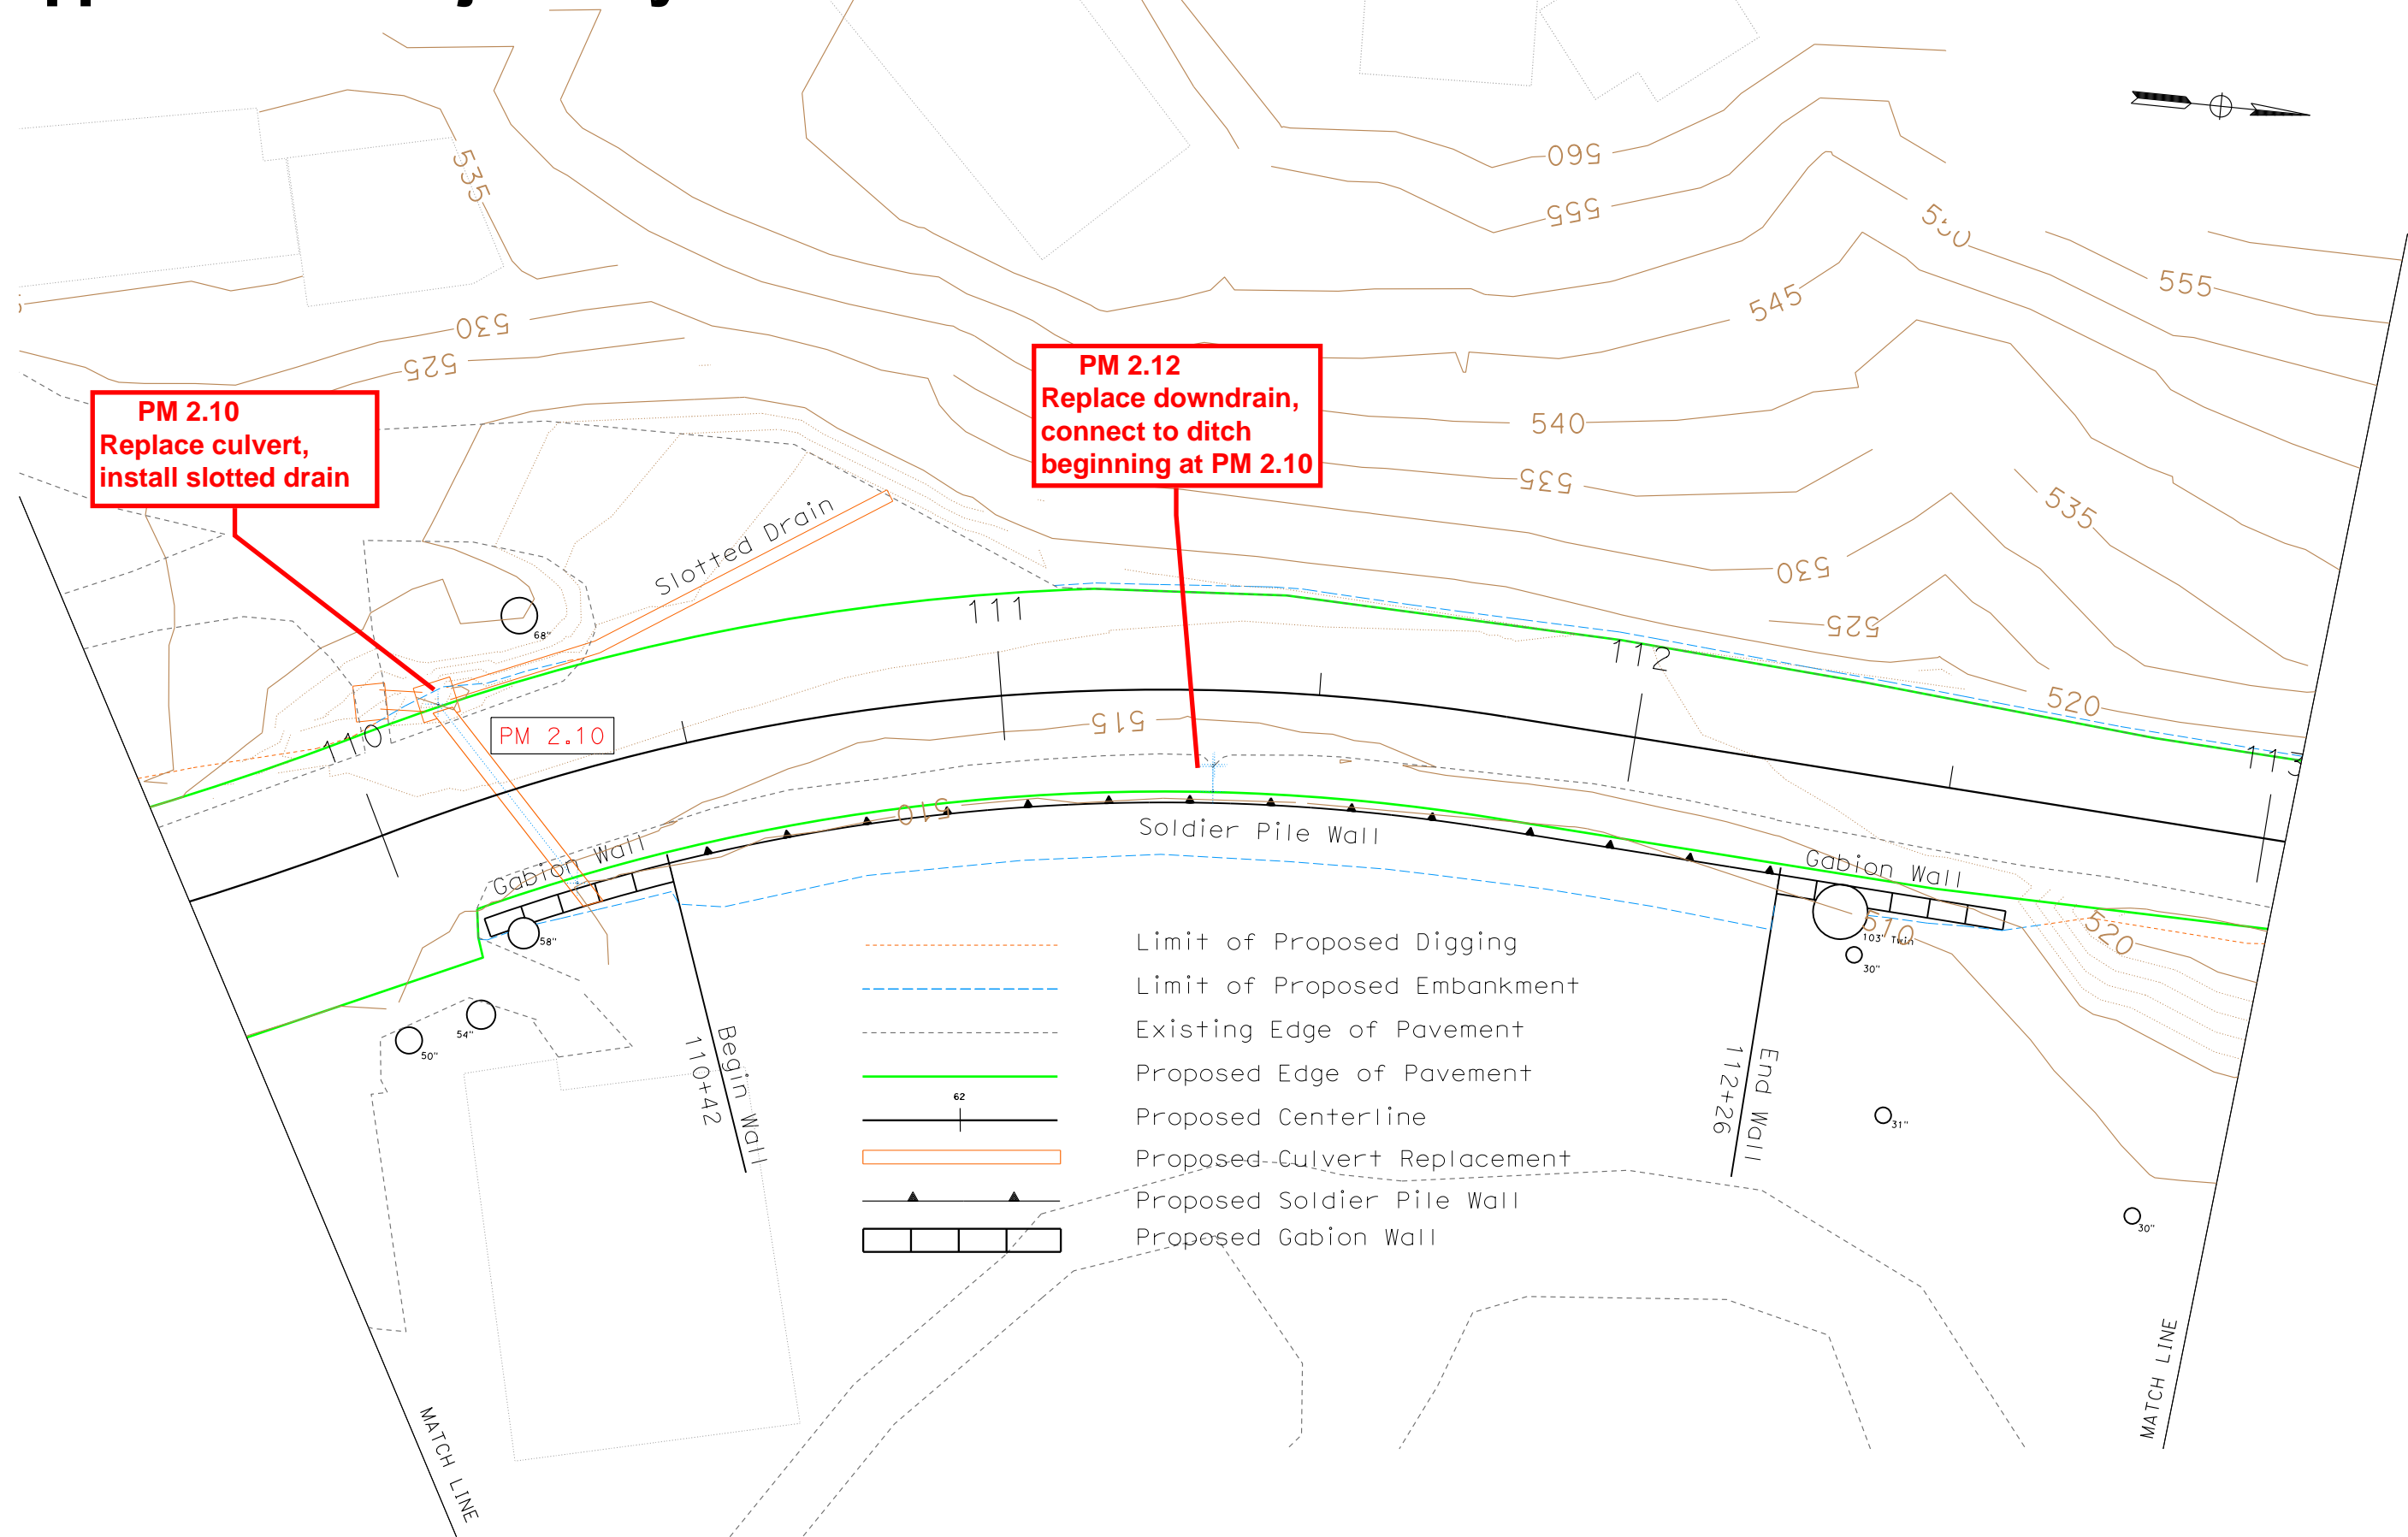 560
535
555
550
555
545
530
525
PM 2.12
Replace downdrain,
connect to ditch
beginning at PM 2.10
PM 2.10
Replace culvert,
install slotted drain
540
535
535
Slotted Drain
530
111
525
68"
112
520
515
PM 2.10
110
113
510
Soldier Pile Wall
Gabion Wall
Gabion Wall
58"
103" Twin
510
520
30"
Limit of Proposed Digging
Limit of Proposed Embankment
Existing Edge of Pavement
Proposed Edge of Pavement
62
Proposed Centerline
Proposed Culvert Replacement
Proposed Soldier Pile Wall
Proposed Gabion Wall
54"
50"
Begin Wall
110+42
End Wall
112+26
31"
30"
MATCH LINE
MATCH LINE